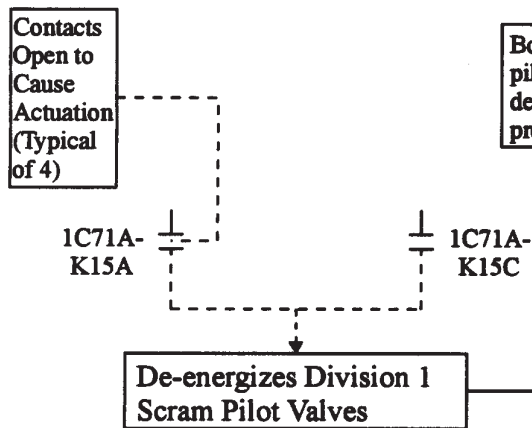 Contacts
Open to
Cause
Actuation
(Typical
of 4)
1C71A-
K15A
1C71A-
K15C
De-energizes Division 1
Scram Pilot Valves